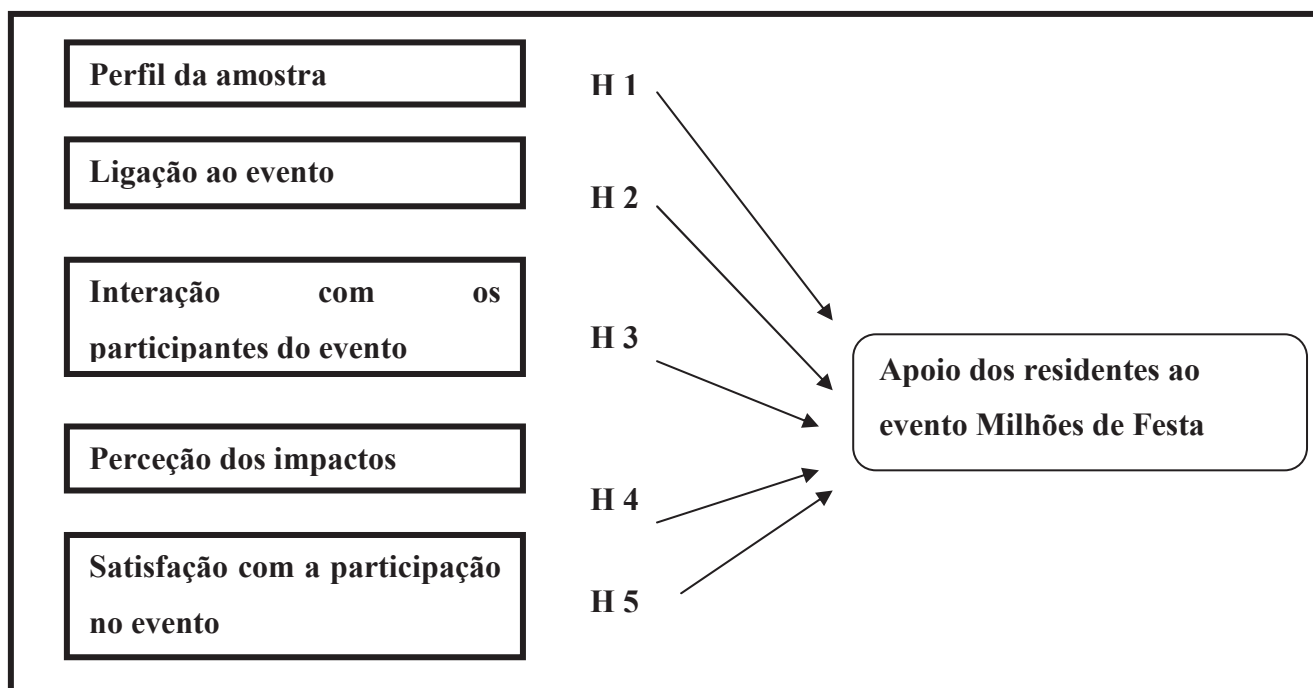 Perfil da amostra
H 1
Ligação ao evento
H 2
Interação com os
participantes do evento
H 3
Perceção dos impactos
H 4
Satisfação com a participação
no evento
H 5
Apoio dos residentes ao
evento Milhões de Festa